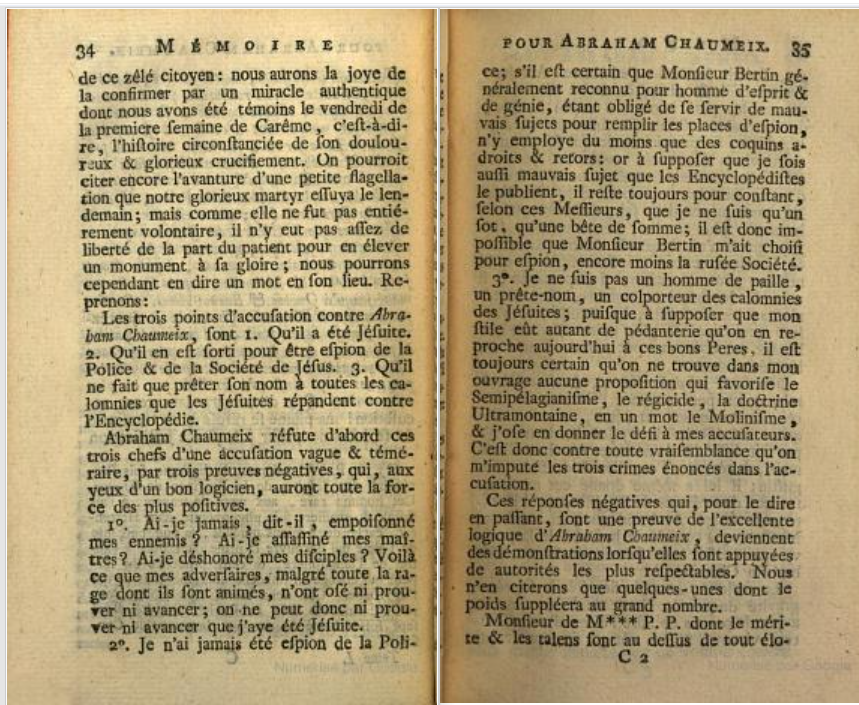 34 MÉMOIRE
de ce zêlé citoyen: nous aurons la joye de
la confirmer par un miracle authentique
dont nous avons été témoins le vendredi de
la premiere semaine de Carême, c'est-à-di-
re, l'histoire circonstanciée de son doulou-
reux & glorieux crucifiement. On pourroit
citer encore l'avanture d'une petite flagella-
tion que notre glorieux martyr essuya le len-
demain; mais comme elle ne fut pas entié-
rement volontaire, il n'y eut pas assez de
liberté de la part du patient pour en élever
un monument à sa gloire; nous pourrons
cependant en dire un mot en son lieu. Re-
prenons:
Les trois points d'accusation contre Abra-
ham Chaumeix, sont 1. Qu'il a été Jésuite.
2. Qu'il en est sorti pour être espion de la
Police & de la Société de Jésus. 3. Qu'il
ne fait que prêter son nom à toutes les ca-
lomnies que les Jésuites répandent contre
l'Encyclopédie.
Abraham Chaumeix réfute d'abord ces
trois chefs d'une accusation vague & témé-
raire, par trois preuves négatives, qui, aux
yeux d'un bon logicien, auront toute la for-
ce des plus positives.
1°. Ai-je jamais, dit-il, empoisonné
mes ennemis? Ai-je assassiné mes maî-
tres? Ai-je déshonoré mes disciples? Voilà
ce que mes adversaires, malgré toute la ra-
ge dont ils sont animés, n'ont osé ni prou-
ver ni avancer; on ne peut donc ni prou-
ver ni avancer que j'aye été Jésuite.
2°. Je n'ai jamais été espion de la Poli-
POUR ABRAHAM CHAUMEIX. 35
ce; s'il est certain que Monsieur Bertin gé-
néralement reconnu pour homme d'esprit &
de génie, étant obligé de se servir de mau-
vais sujets pour remplir les places d'espion,
n'y employe du moins que des coquins a-
droits & retors: or à supposer que je sois
aussi mauvais sujet que les Encyclopédistes
le publient, il reste toujours pour constant,
selon ces Messieurs, que je ne suis qu'un
sot, qu'une bête de somme; il est donc im-
possible que Monsieur Bertin m'ait choisi
pour espion, encore moins la rusée Société.
3°. Je ne suis pas un homme de paille,
un prête-nom, un colporteur des calomnies
des Jésuites; puisque à supposer que mon
stile eût autant de pédanterie qu'on en re-
proche aujourd'hui à ces bons Peres, il est
toujours certain qu'on ne trouve dans mon
ouvrage aucune proposition qui favorise le
Semipélagianisme, le régicide, la doctrine
Ultramontaine, en un mot le Molinisme,
& j'ose en donner le défi à mes accusateurs.
C'est donc contre toute vraisemblance qu'on
m'impute les trois crimes énoncés dans l'ac-
cusation.
Ces réponses négatives qui, pour le dire
en passant, sont une preuve de l'excellente
logique d'Abraham Chaumeix, deviennent
des démonstrations lorsqu'elles sont appuyées
de autorités les plus respectables. Nous
n'en citerons que quelques-unes dont le
poids suppléera au grand nombre.
Monsieur de M*** P. P. dont le méri-
te & les talens sont au dessus de tout élo-
C 2